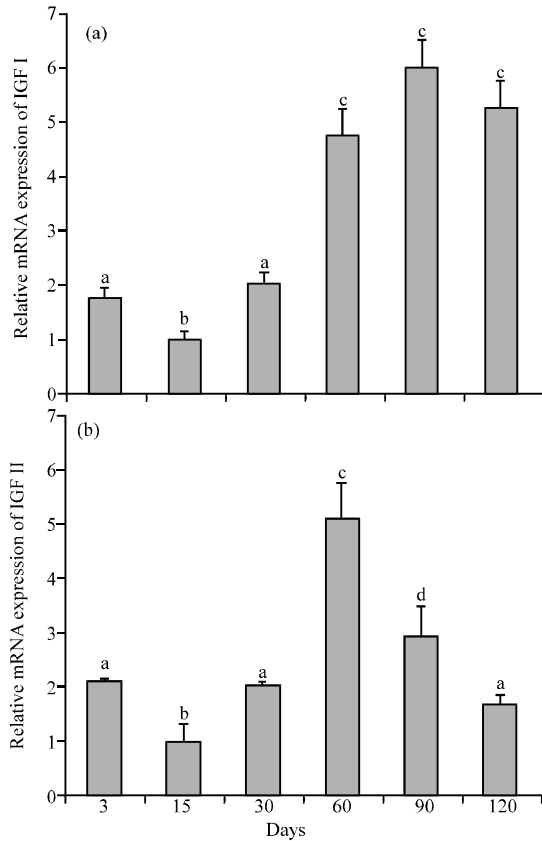 (a)
Relative mRNA expression of IGF I
7
6
5
4
3
2
1
0
a
b
a
c
c
c
(b)
Relative mRNA expression of IGF II
7
6
5
4
3
2
1
0
a
b
a
c
d
a
3 15 30 60 90 120
Days